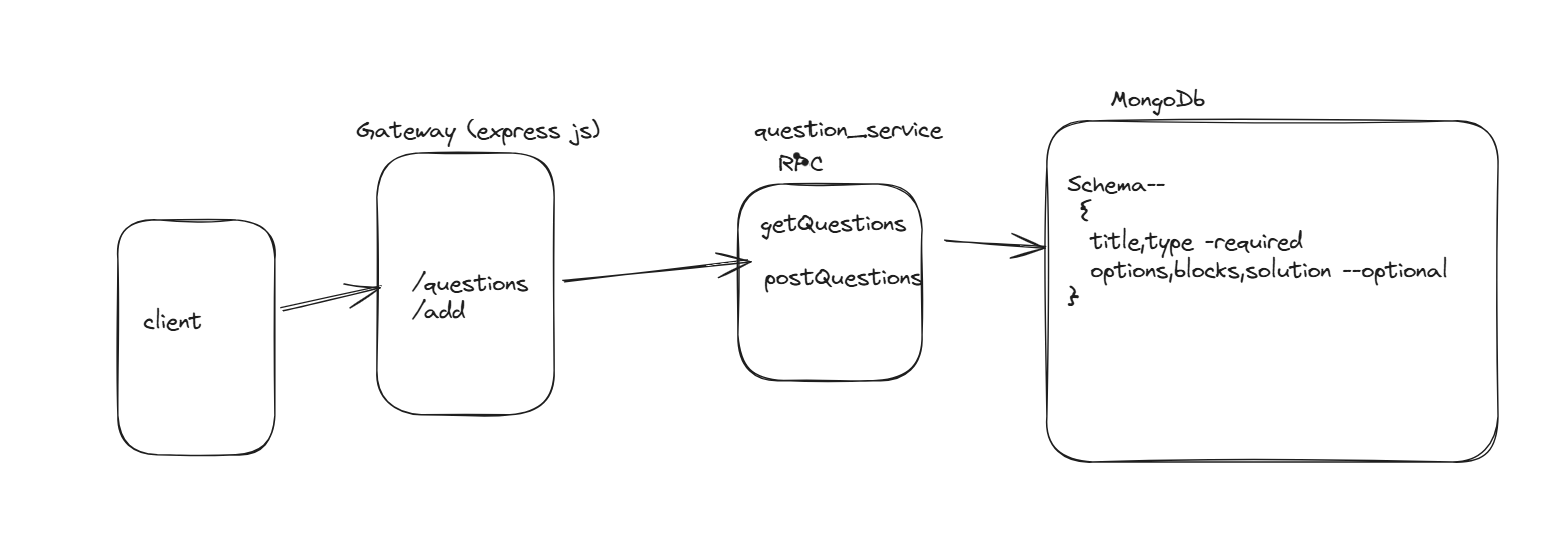 client
Gateway (express js)
/questions
/add
question_service
RPC
getQuestions
postQuestions
MongoDb
Schema--
{
title,type -required
options,blocks,solution --optional
}